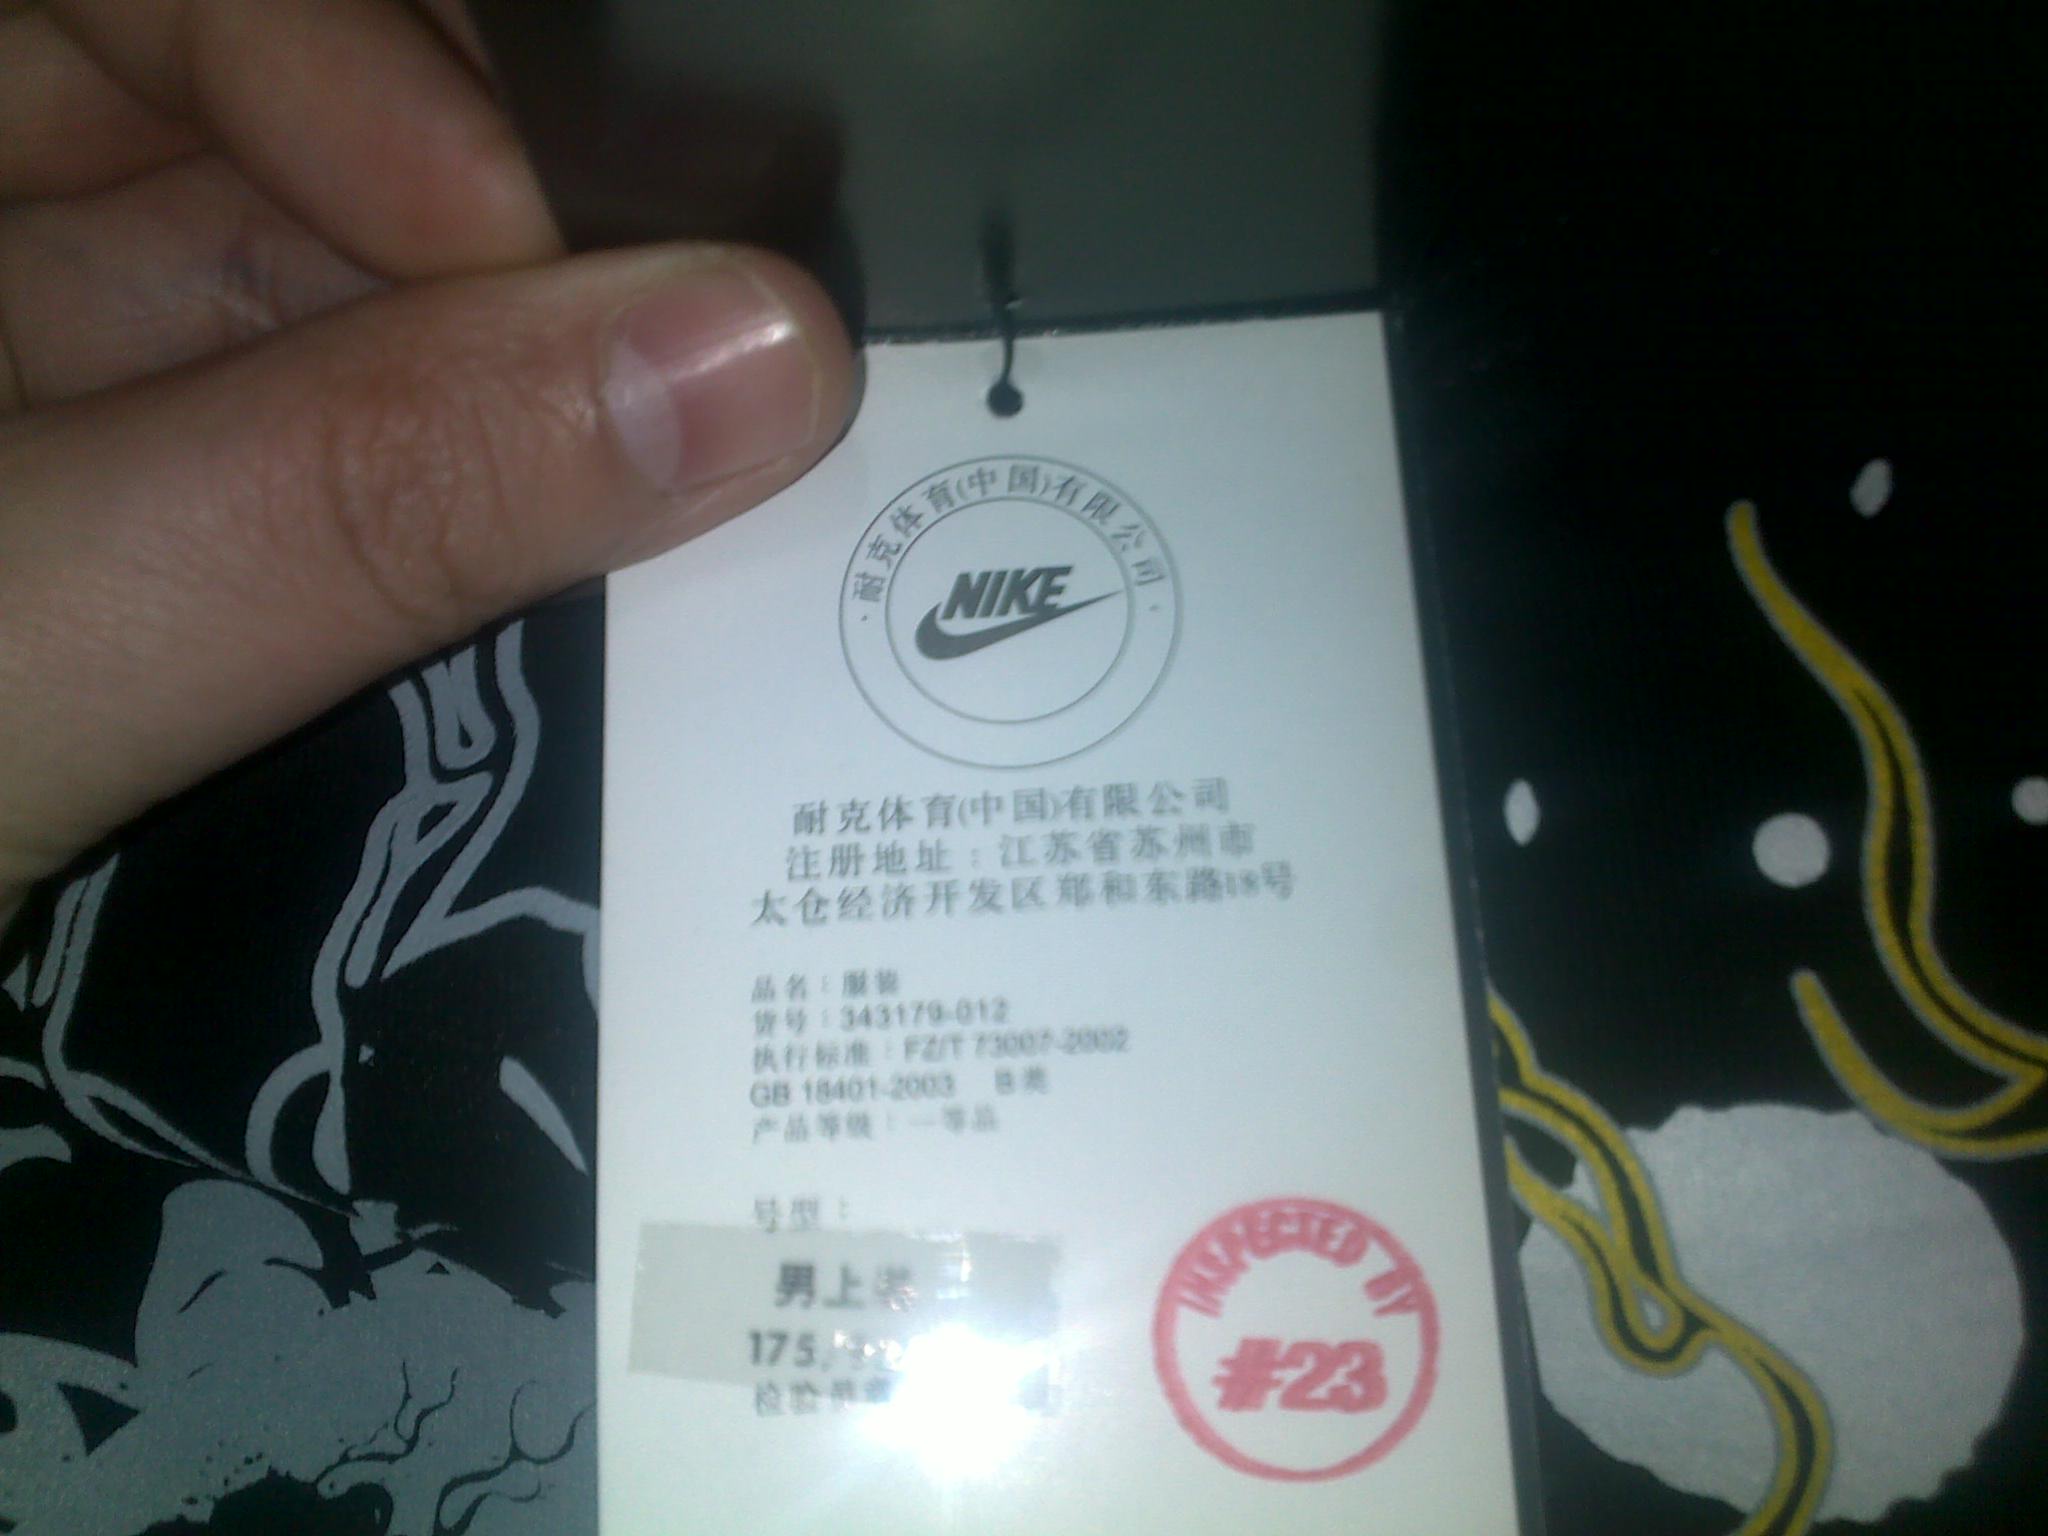 耐克体育(中国)有限公司
NIKE
耐克体育(中国)有限公司
注册地址：江苏省苏州市
太仓经济开发区郑和东路18号
品名：服装
货号：343179-012
执行标准：FZ/T 73007-2002
GB 18401-2003 B类
产品等级：一等品
号型：
男上装
175/
检验
INSPECTED BY
#23